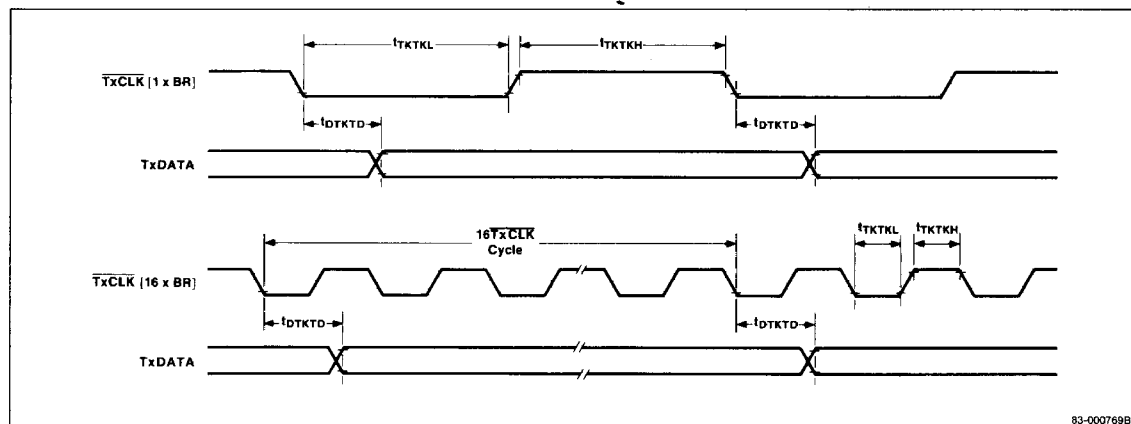 tTKTKL tTKTKH
TxCLK [1 x BR]
tDTKTD tDTKTD
TxDATA
16TxCLK
Cycle
tTKTKL tTKTKH
TxCLK [16 x BR]
tDTKTD tDTKTD
TxDATA
83-000769B